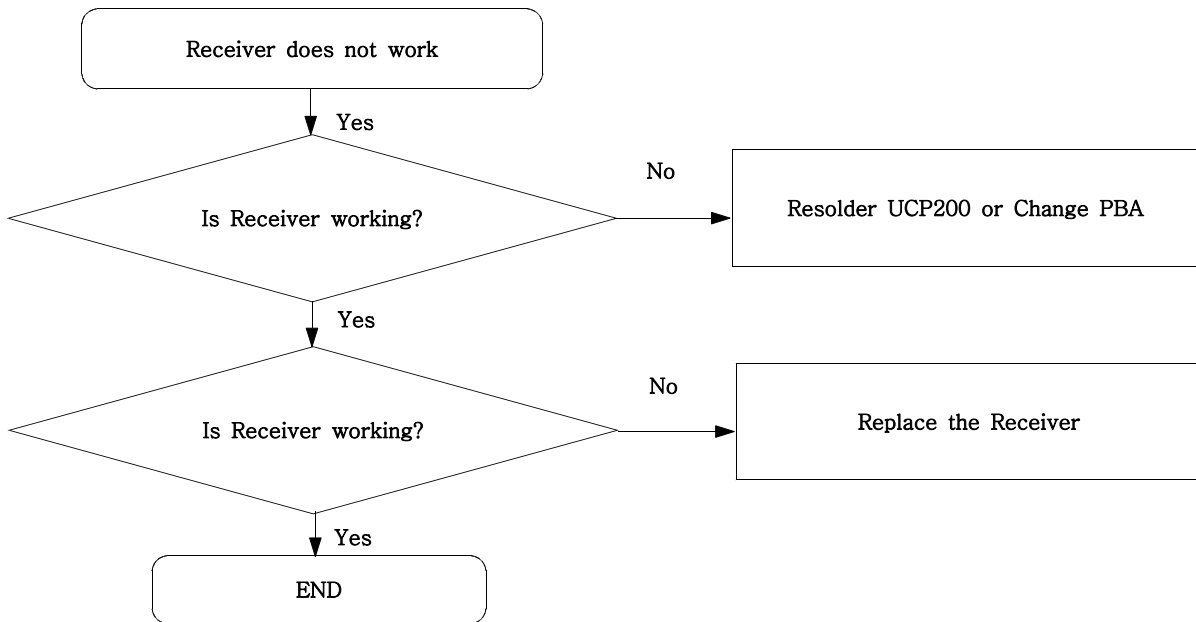 Receiver does not work
Yes
Is Receiver working?
No
Resolder UCP200 or Change PBA
Yes
Is Receiver working?
No
Replace the Receiver
Yes
END